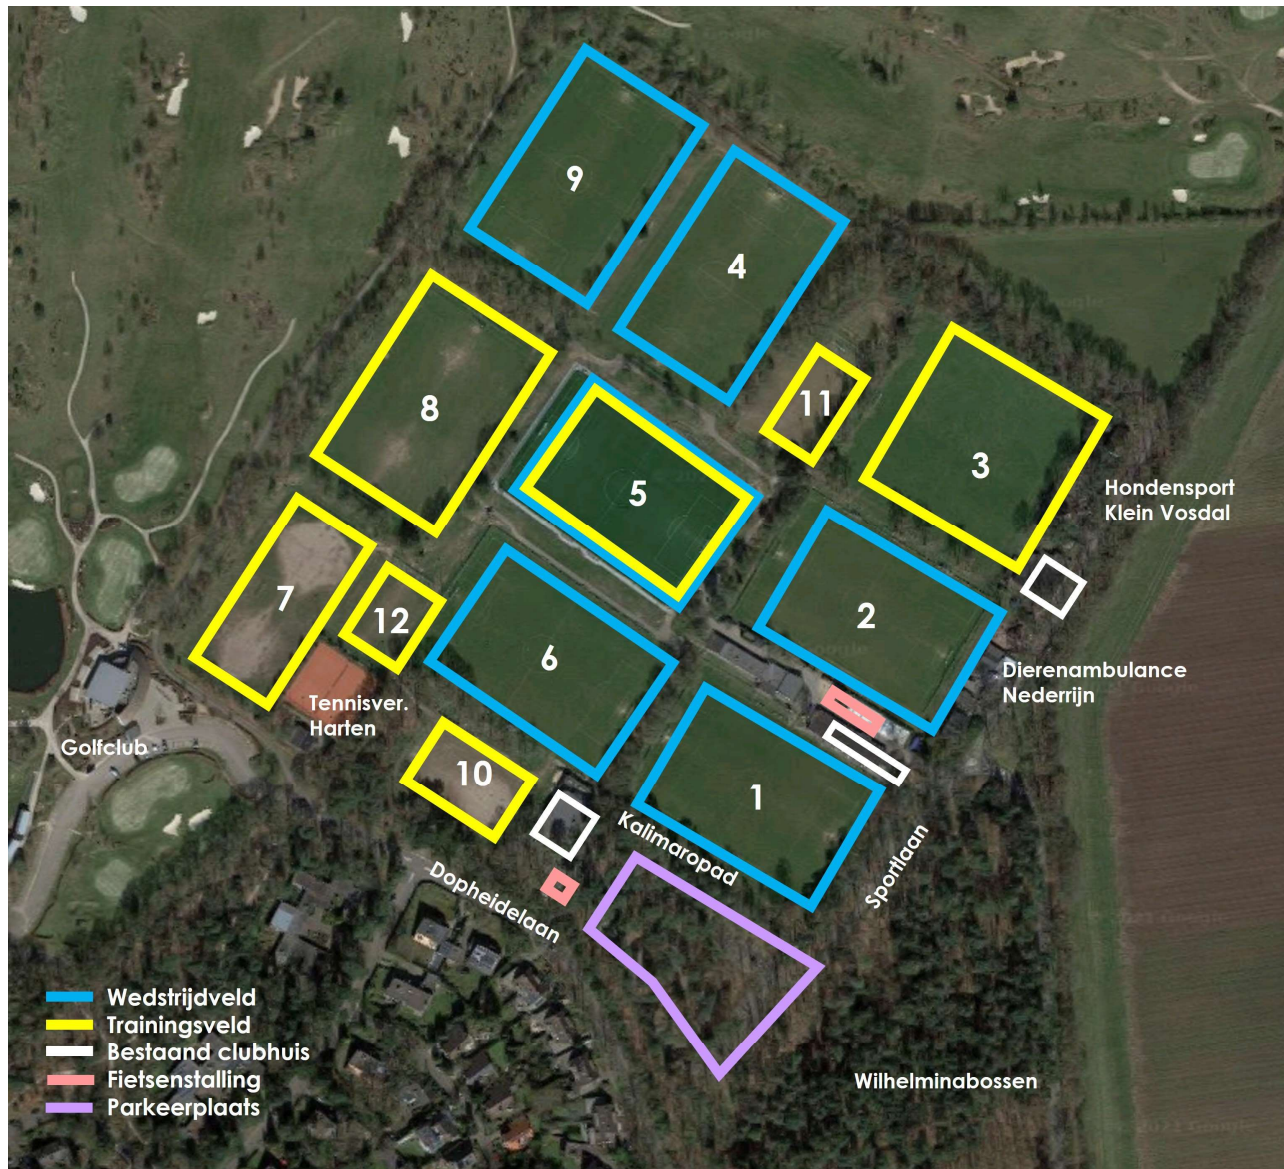 9
4
11
8
3
5
Hondensport
Klein Vosdal
7
12
2
6
Dierenambulance
Nederrijn
Tennisver.
Harten
Golfclub
10
1
Kalimaropad
Sportlaan
Dopheidelaan
Wedstrijdveld
Trainingsveld
Bestaand clubhuis
Fietsenstalling
Parkeerplaats
Wilhelminabossen